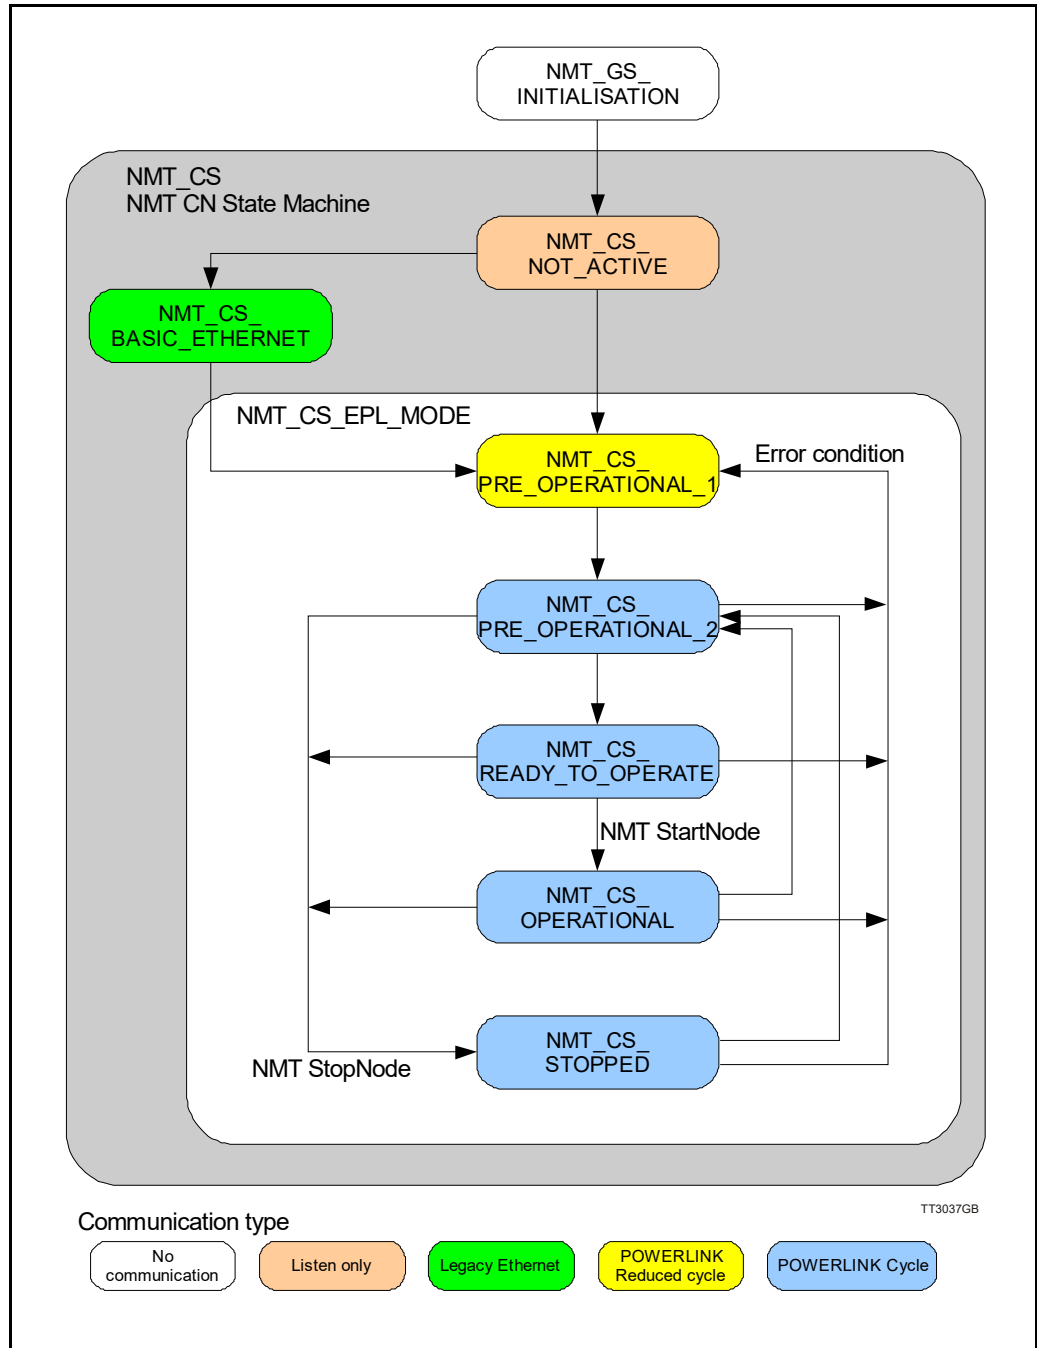 NMT_GS_
INITIALISATION
NMT_CS
NMT CN State Machine
NMT_CS_
NOT_ACTIVE
NMT_CS_
BASIC_ETHERNET
NMT_CS_EPL_MODE
NMT_CS_
PRE_OPERATIONAL_1
Error condition
NMT_CS_
PRE_OPERATIONAL_2
NMT_CS_
READY_TO_OPERATE
NMT StartNode
NMT_CS_
OPERATIONAL
NMT_CS_
STOPPED
NMT StopNode
TT3037GB
Communication type
No
communication
Listen only
Legacy Ethernet
POWERLINK
Reduced cycle
POWERLINK Cycle